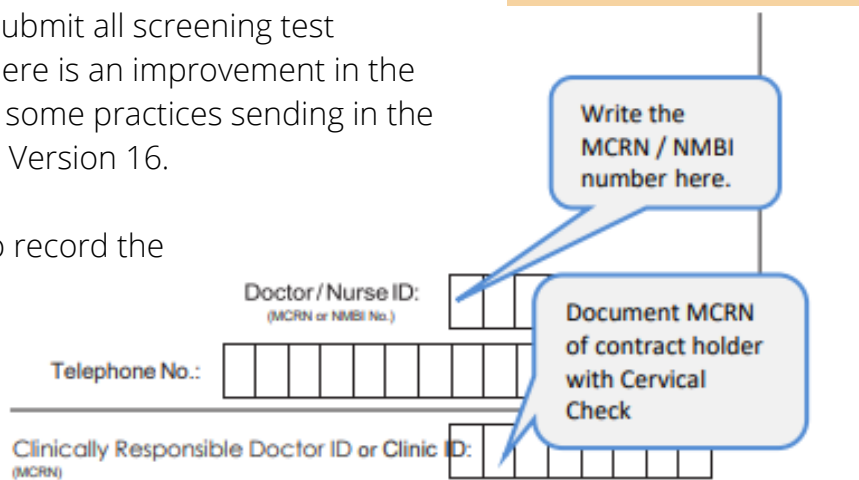 ubmit all screening test
ere is an improvement in the
some practices sending in the
Version 16.
Write the
MCRN / NMBI
number here.
o record the
Doctor/Nurse ID:
(MCRN or NMBI No.)
Document MCRN
of contract holder
with Cervical
Check
Telephone No.:
Clinically Responsible Doctor ID or Clinic ID:
(MCRN)